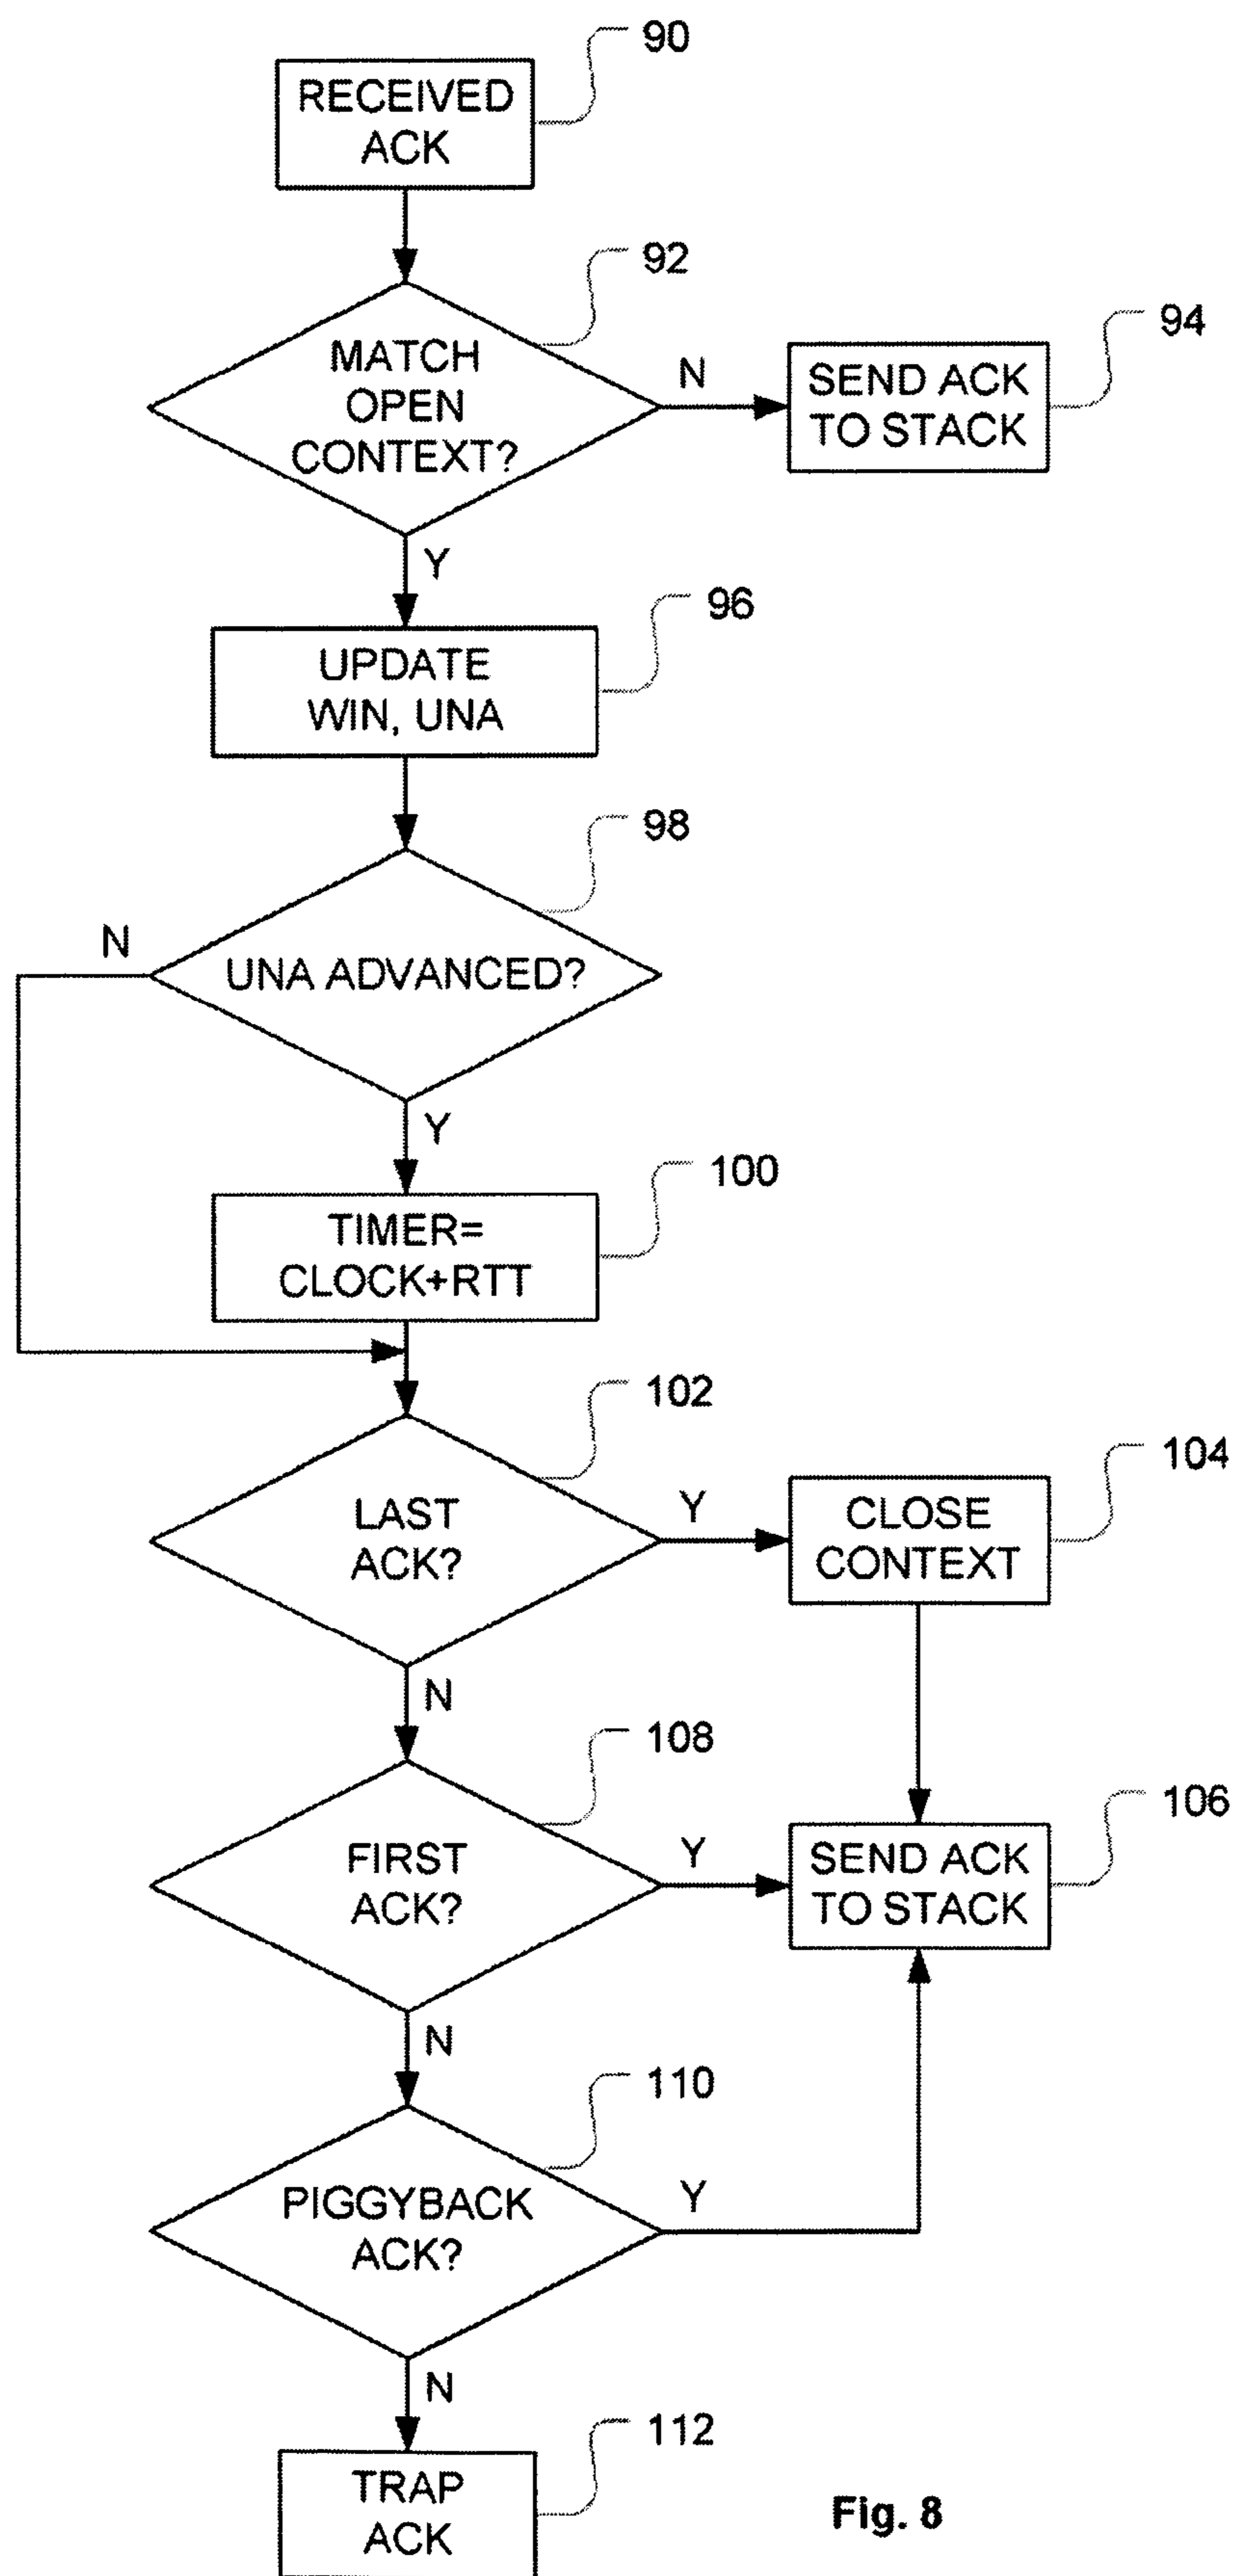 90
RECEIVED
ACK
92
MATCH
OPEN
CONTEXT?
N
94
SEND ACK
TO STACK
Y
96
UPDATE
WIN, UNA
98
N
UNA ADVANCED?
Y
100
TIMER=
CLOCK+RTT
102
LAST
ACK?
Y
104
CLOSE
CONTEXT
N
108
FIRST
ACK?
Y
106
SEND ACK
TO STACK
N
110
PIGGYBACK
ACK?
Y
N
112
TRAP
ACK
Fig. 8